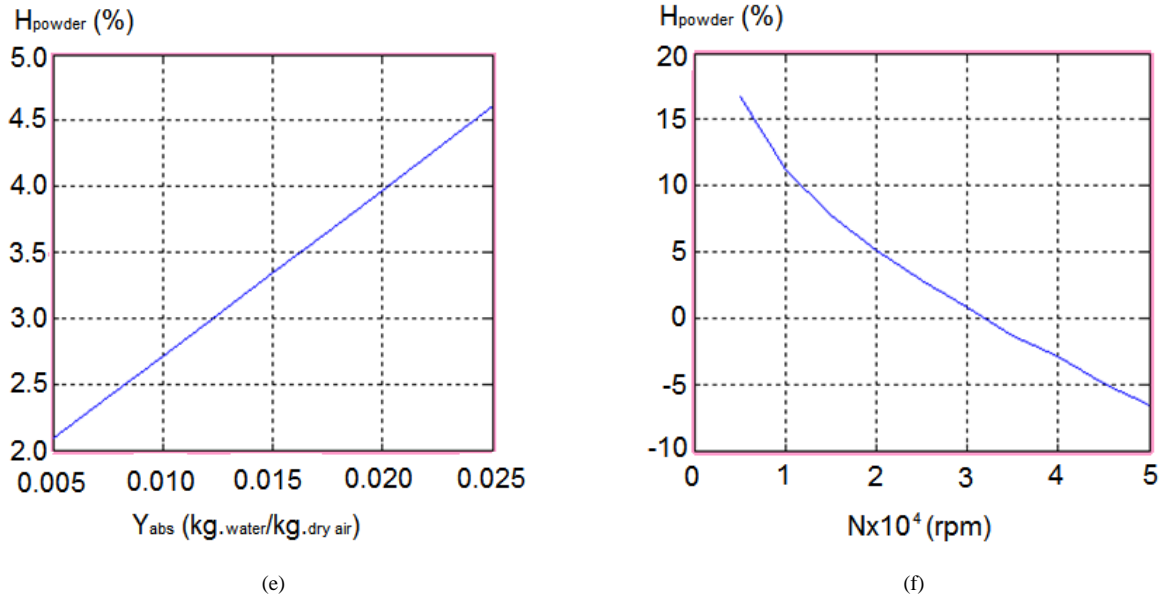 Hpowder (%)
5.0
4.5
4.0
3.5
3.0
2.5
2.0
0.005 0.010 0.015 0.020 0.025
Yabs (kg.water/kg.dry air)
(e)
Hpowder (%)
20
15
10
5
0
-5
-10
0 1 2 3 4 5
Nx10⁴ (rpm)
(f)